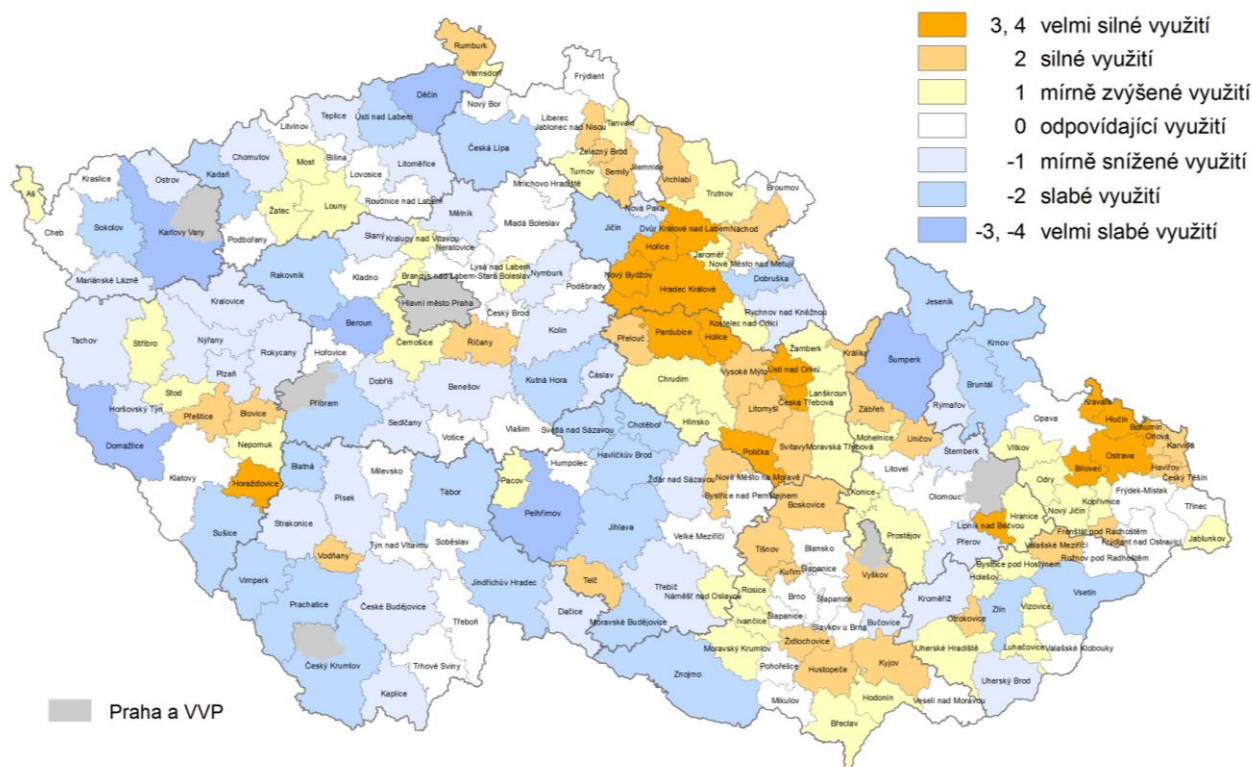 3, 4 velmi silné využití
2 silné využití
1 mírně zvýšené využití
0 odpovídající využití
-1 mírně snížené využití
-2 slabé využití
-3, -4 velmi slabé využití
Rumburk
Varnsdorf
Frýdlant
Děčín
Nový Bor
Liberec
Teplice
Ústí nad Labem
Jablonec nad Nisou
Tanvald
Litvínov
Česká Lípa
Železný Brod
Jilemnice
Chomutov
Most
Bílina
Litoměřice
Semily
Vrchlabí
Kraslice
Ostrov
Kadaň
Lovosice
Turnov
Trutnov
Broumov
Aš
Mnichovo Hradiště
Roudnice nad Labem
Nová Paka
Žatec
Louny
Mělník
Mladá Boleslav
Jičín
Dvůr Králové nad Labem
Náchod
Cheb
Sokolov
Karlovy Vary
Podbořany
Slaný
Kralupy nad Vltavou
Neratovice
Hořice
Jaroměř
Nové Město nad Metují
Mariánské Lázně
Rakovník
Kladno
Lysá nad Labem
Brandýs nad Labem-Stará Boleslav
Nymburk
Poděbrady
Nový Bydžov
Hradec Králové
Dobruška
Jeseník
Kralovice
Hlavní město Praha
Český Brod
Rychnov nad Kněžnou
Kostelec nad Orlicí
Tachov
Stříbro
Nýřany
Beroun
Kolín
Pardubice
Holice
Krnov
Rokycany
Hořovice
Černošice
Říčany
Přelouč
Žamberk
Králíky
Šumperk
Plzeň
Stod
Dobříš
Benešov
Kutná Hora
Čáslav
Chrudim
Vysoké Mýto
Ústí nad Orlicí
Lanškroun
Bruntál
Rýmařov
Horšovský Týn
Přeštice
Blovice
Příbram
Sedlčany
Vlašim
Světlá nad Sázavou
Chotěboř
Hlinsko
Litomyšl
Česká Třebová
Zábřeh
Opava
Kravaře
Hlučín
Bohumín
Orlová
Karviná
Domažlice
Nepomuk
Votice
Havlíčkův Brod
Polička
Svitavy
Moravská Třebová
Mohelnice
Uničov
Šternberk
Vítkov
Bílovec
Ostrava
Havířov
Český Těšín
Klatovy
Horažďovice
Blatná
Milevsko
Humpolec
Žďár nad Sázavou
Nové Město na Moravě
Bystřice nad Pernštejnem
Litovel
Odry
Frýdek-Místek
Třinec
Písek
Tábor
Pacov
Pelhřimov
Boskovice
Konice
Olomouc
Kopřivnice
Nový Jičín
Jablunkov
Sušice
Strakonice
Jihlava
Velké Meziříčí
Prostějov
Lipník nad Bečvou
Hranice
Frenštát pod Radhoštěm
Frýdlant nad Ostravicí
Vodňany
Týn nad Vltavou
Soběslav
Tišnov
Blansko
Přerov
Valašské Meziříčí
Rožnov pod Radhoštěm
Bystřice pod Hostýnem
Vimperk
Jindřichův Hradec
Telč
Třebíč
Kuřim
Šlapanice
Vyškov
Holešov
Vsetín
Prachatice
České Budějovice
Dačice
Náměšť nad Oslavou
Rosice
Brno
Šlapanice
Kroměříž
Zlín
Vizovice
Třeboň
Moravské Budějovice
Ivančice
Šlapanice
Slavkov u Brna
Bučovice
Otrokovice
Luhačovice
Valašské Klobouky
Český Krumlov
Trhové Sviny
Moravský Krumlov
Židlochovice
Uherské Hradiště
Kaplice
Znojmo
Pohořelice
Hustopeče
Kyjov
Uherský Brod
Mikulov
Hodonín
Veselí nad Moravou
Břeclav
Praha a VVP